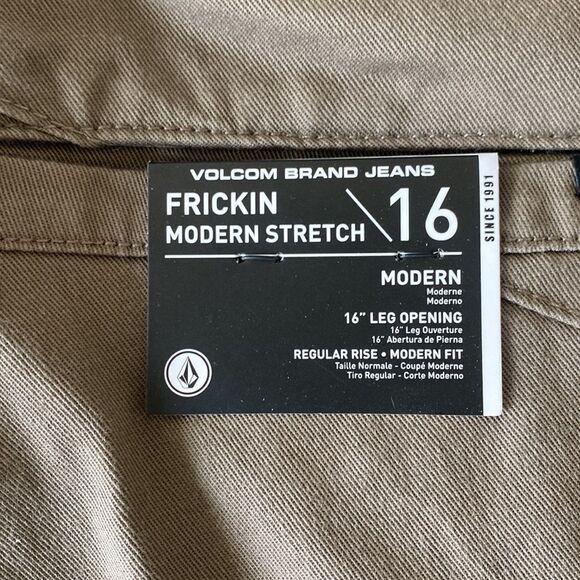 VOLCOM BRAND JEANS
FRICKIN
MODERN STRETCH
\16
SINCE 1991
MODERN
Moderne
Moderno
16” LEG OPENING
16” Leg Ouverture
16” Abertura de Pierna
REGULAR RISE • MODERN FIT
Taille Normale - Coupé Moderne
Tiro Regular - Corte Moderno